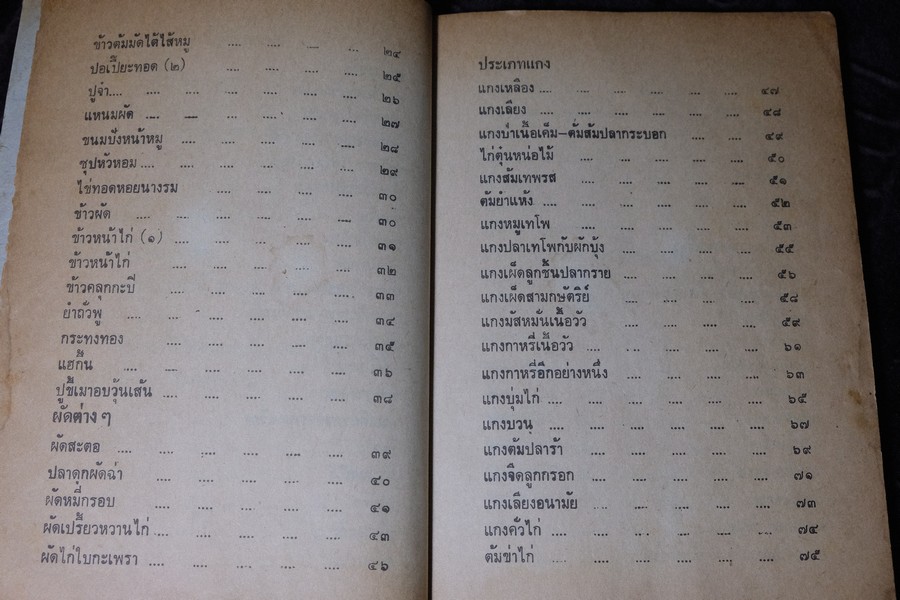 ข้าวต้มมัดไต้ไส้หมู .... .... .... .... ๒๔
ปอเปี๊ยะทอด (๒) .... .... .... .... ๒๕
ปูจ๋า.... .... .... .... .... .... ๒๖
แหนมผัด .... .... .... .... .... ๒๗
ขนมปังหน้าหมู .... .... .... .... ๒๘
ซุปหัวหอม .... .... .... .... .... ๒๙
ไข่ทอดหอยนางรม .... .... .... .... ๓๐
ข้าวผัด .... .... .... .... .... ๓๐
ข้าวหน้าไก่ (๑) .... .... .... .... .... ๓๑
ข้าวหน้าไก่ .... .... .... .... ๓๒
ข้าวคลุกกะปิ .... .... .... .... ๓๓
ยำถั่วพู .... .... .... .... .... ๓๔
กระทงทอง .... .... .... .... .... ๓๕
แฮ่กึ๊น .... .... .... .... .... ๓๖
ปูขี้เมาอบวุ้นเส้น .... .... .... .... ๓๘
ผัดต่าง ๆ
ผัดสะตอ .... .... .... .... .... ๓๙
ปลาดุกผัดฉ่า .... .... .... .... .... ๔๐
ผัดหมี่กรอบ .... .... .... .... .... ๔๑
ผัดเปรี้ยวหวานไก่ .... .... .... .... .... ๔๓
ผัดไก่ใบกะเพรา .... .... .... .... .... ๔๖
ประเภทแกง
แกงเหลือง .... .... .... .... .... .... ๔๗
แกงเลียง .... .... .... .... .... .... ๔๘
แกงบำเนื้อเค็ม—ต้มส้มปลากระบอก .... .... ๔๙
ไก่ตุ๋นหน่อไม้ .... .... .... .... .... ๕๐
แกงส้มเทพรส .... .... .... .... .... ๕๑
ต้มยำแห้ง .... .... .... .... .... ๕๒
แกงหมูเทโพ .... .... .... .... .... ๕๓
แกงปลาเทโพกับผักบุ้ง .... .... .... .... ๕๕
แกงเผ็ดลูกชิ้นปลากราย .... .... .... .... ๕๖
แกงเผ็ดสามกษัตริย์ .... .... .... .... ๕๘
แกงมัสหมั่นเนื้อวัว .... .... .... .... ๕๙
แกงกาหรี่เนื้อวัว .... .... .... .... .... ๖๑
แกงกาหรี่อีกอย่างหนึ่ง .... .... .... .... ๖๓
แกงบุ่มไก่ .... .... .... .... .... .... ๖๕
แกงบวน .... .... .... .... .... .... ๖๗
แกงต้มปลาร้า .... .... .... .... .... ๖๙
แกงจืดลูกกรอก .... .... .... .... .... ๗๑
แกงเลียงอนามัย .... .... .... .... .... ๗๓
แกงคั่วไก่ .... .... .... .... .... .... ๗๔
ต้มข่าไก่ .... .... .... .... .... .... ๗๕